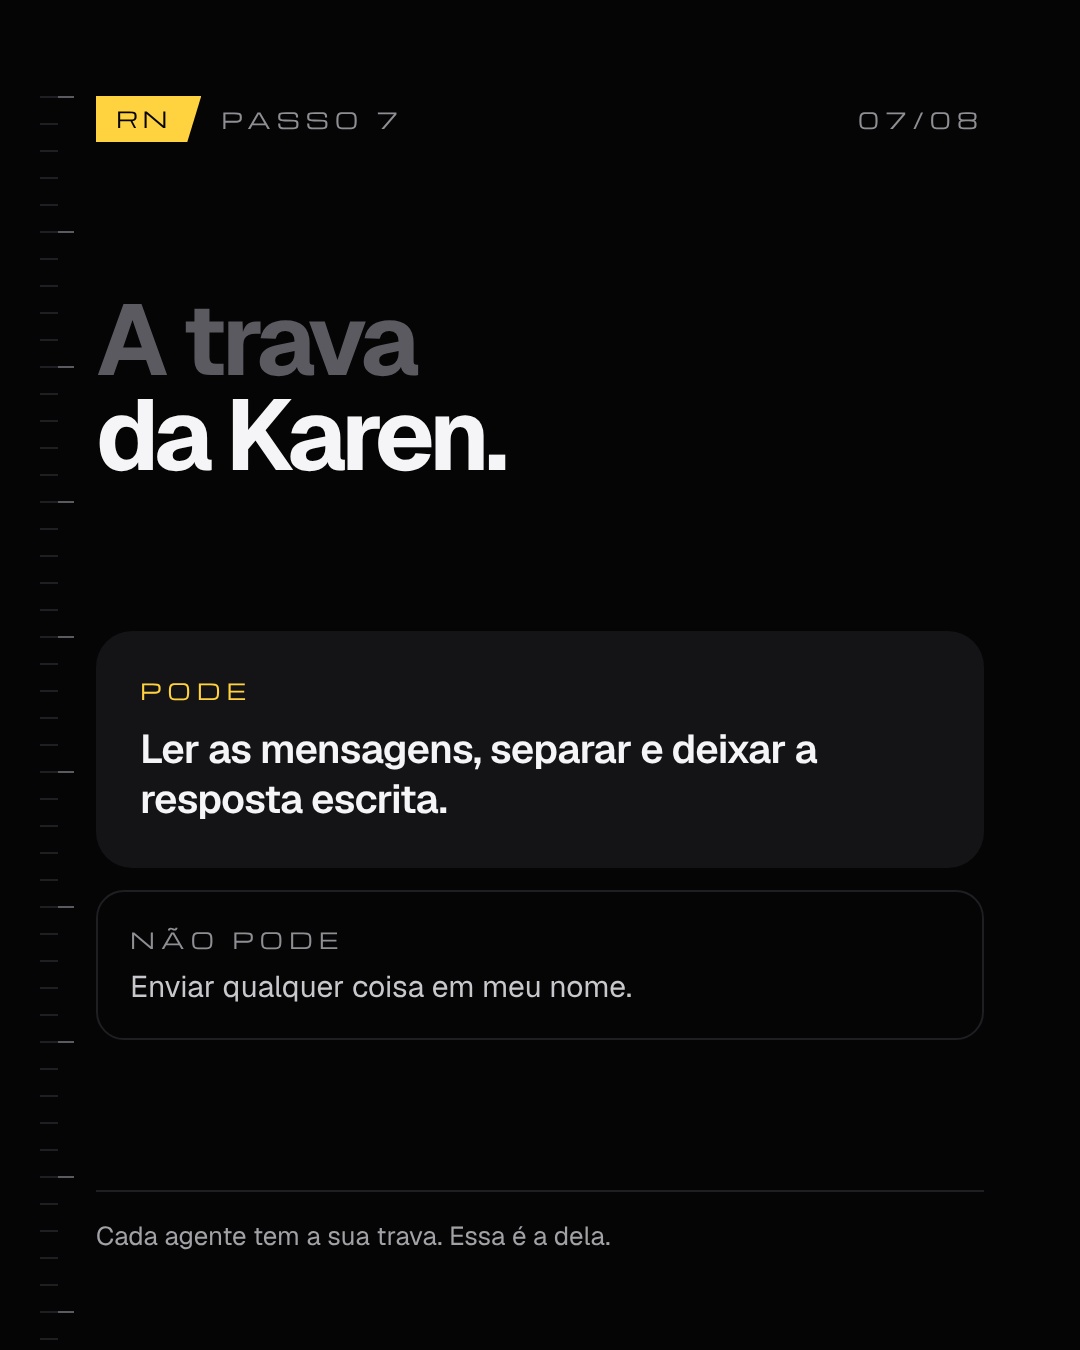 RN PASSO 7 07/08
A trava
da Karen.
PODE
Ler as mensagens, separar e deixar a
resposta escrita.
NÃO PODE
Enviar qualquer coisa em meu nome.
Cada agente tem a sua trava. Essa é a dela.